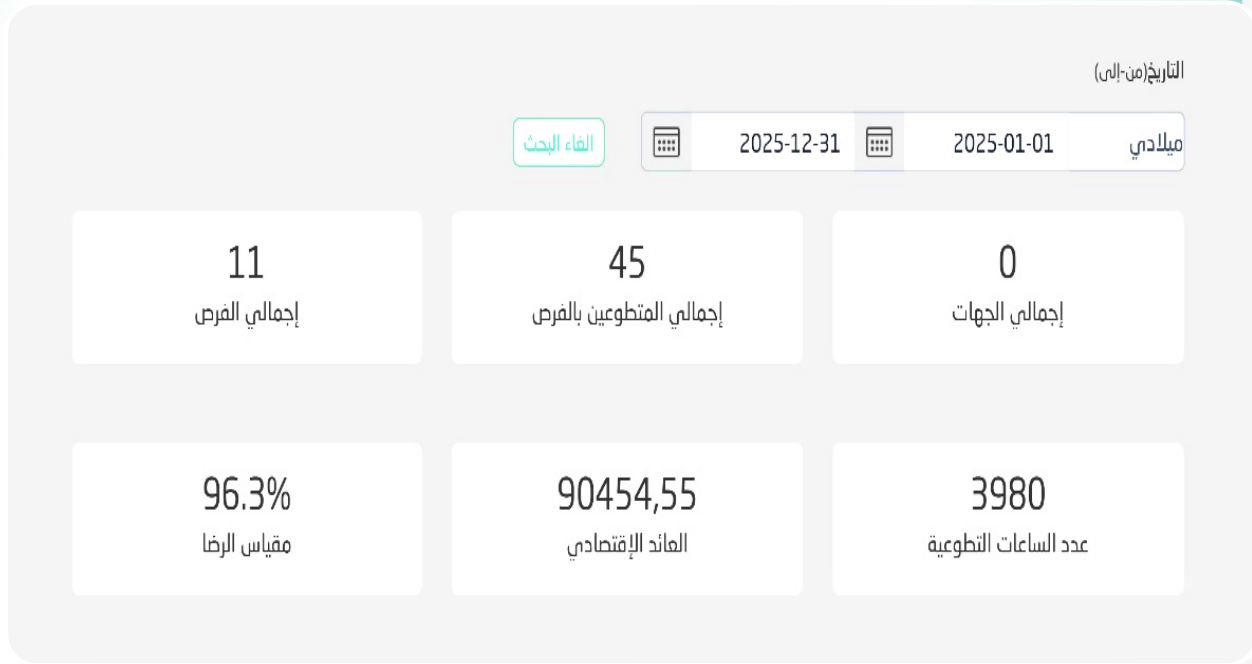 التاريخ(من-إلى)
ميلادي 2025-01-01 2025-12-31 الغاء البحث
0 45 11
إجمالي الجهات إجمالي المتطوعين بالفرص إجمالي الفرص
3980 90454,55 96.3%
عدد الساعات التطوعية العائد الإقتصادي مقياس الرضا